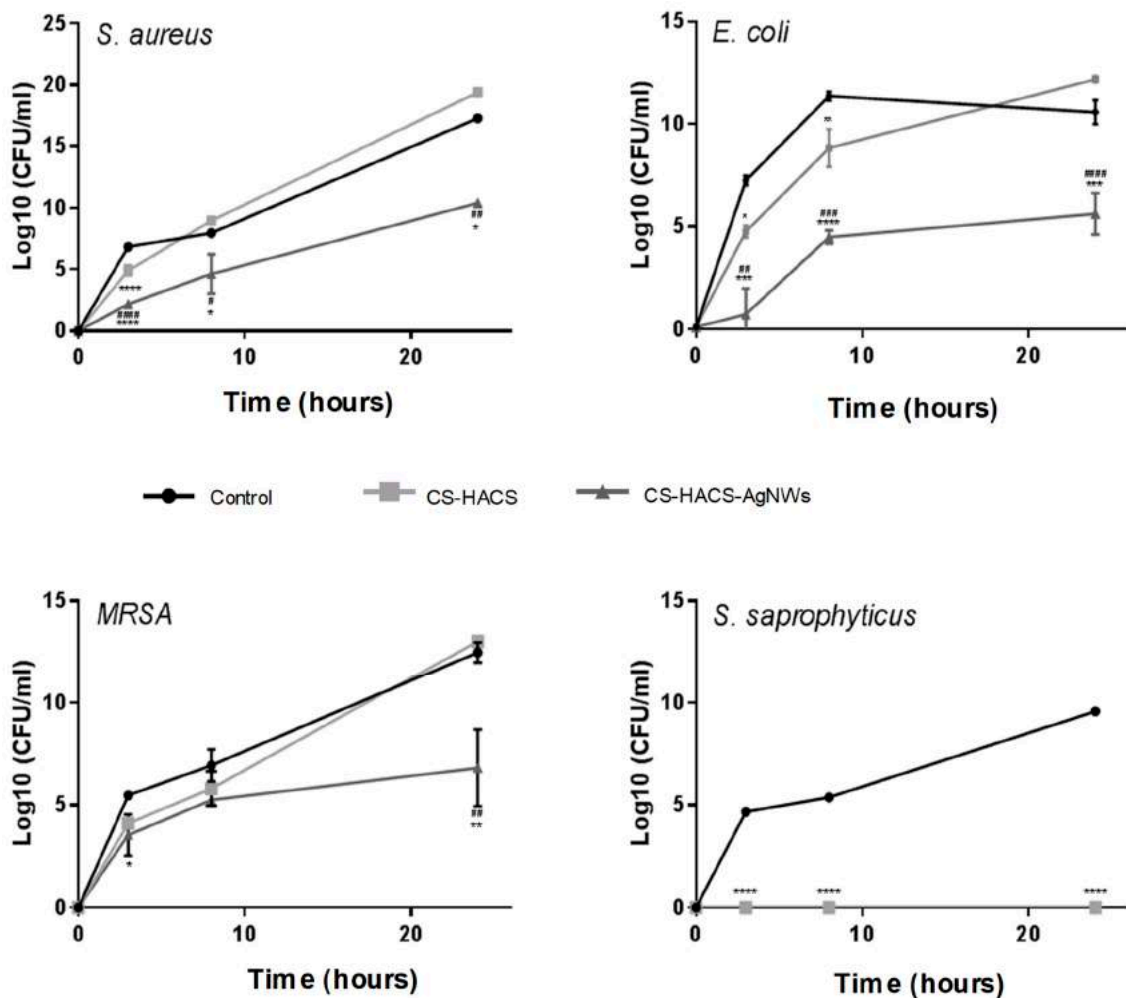 S. aureus
Log10 (CFU/ml)
25
20
15
10
5
0
****
####
****
#
*
##
*
0 10 20
Time (hours)
E. coli
Log10 (CFU/ml)
15
10
5
0
*
##
***
**
###
****
####
***
0 10 20
Time (hours)
Control CS-HACS CS-HACS-AgNWs
MRSA
Log10 (CFU/ml)
15
10
5
0
*
##
**
0 10 20
Time (hours)
S. saprophyticus
Log10 (CFU/ml)
15
10
5
0
**** **** ****
0 10 20
Time (hours)